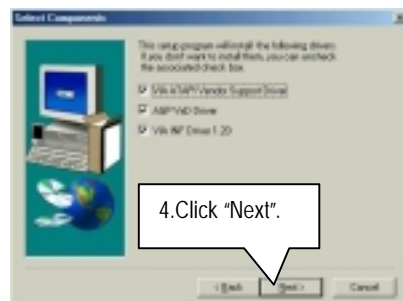 Select Components
This setup program will install the following drivers.
If you don't want to install them, you can uncheck
the associated check box.
VIA ATAPI Vendor Support Driver
AGP VxD Driver
VIA INF Driver 1.20
4.Click “Next”.
< Back
Next >
Cancel